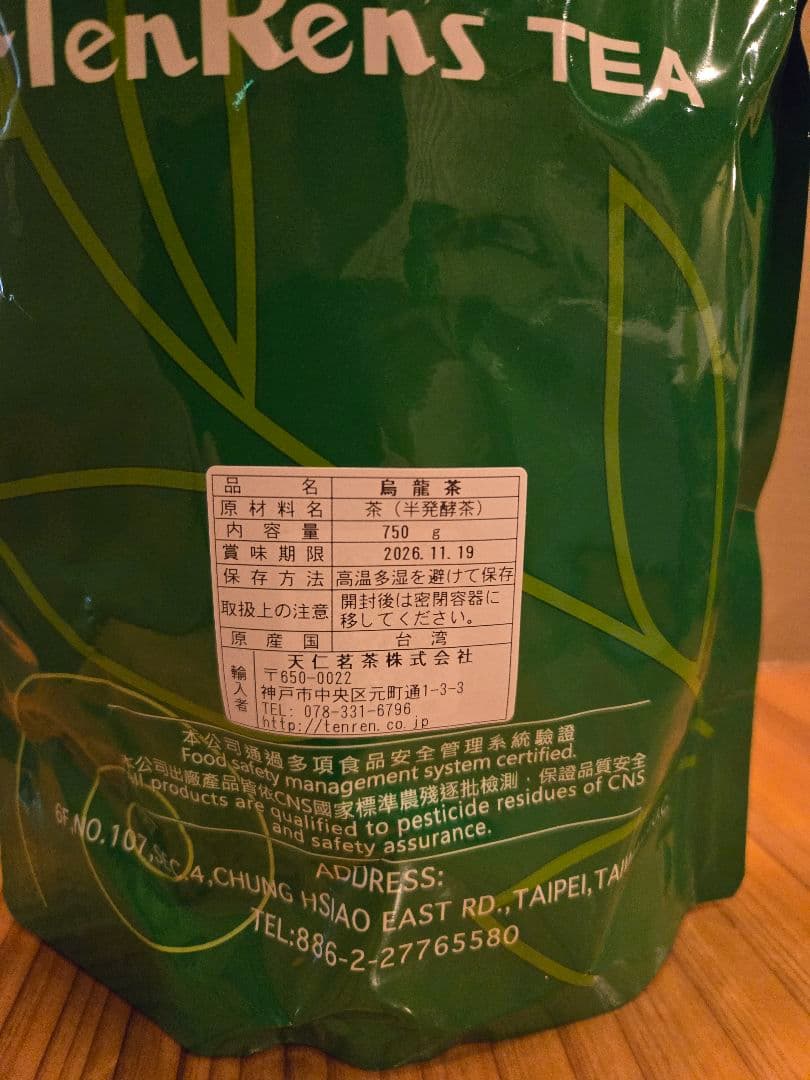 TenRens TEA
品名 烏龍茶
原材料名 茶（半発酵茶）
内容量 750 g
賞味期限 2026.11.19
保存方法 高温多湿を避けて保存
取扱上の注意 開封後は密閉容器に
移してください。
原産国 台湾
輸入者 天仁茗茶株式会社
〒650-0022
神戸市中央区元町通1-3-3
TEL: 078-331-6796
http://tenren.co.jp
本公司通過多項食品安全管理系統驗證
Food safety management system certified.
本公司出廠產品皆依CNS國家標準農殘逐批檢測，保證品質安全
All products are qualified to pesticide residues of CNS
and safety assurance.
ADDRESS:
6F,NO.107,SEC.4,CHUNG HSIAO EAST RD.,TAIPEI,
TEL:886-2-27765580